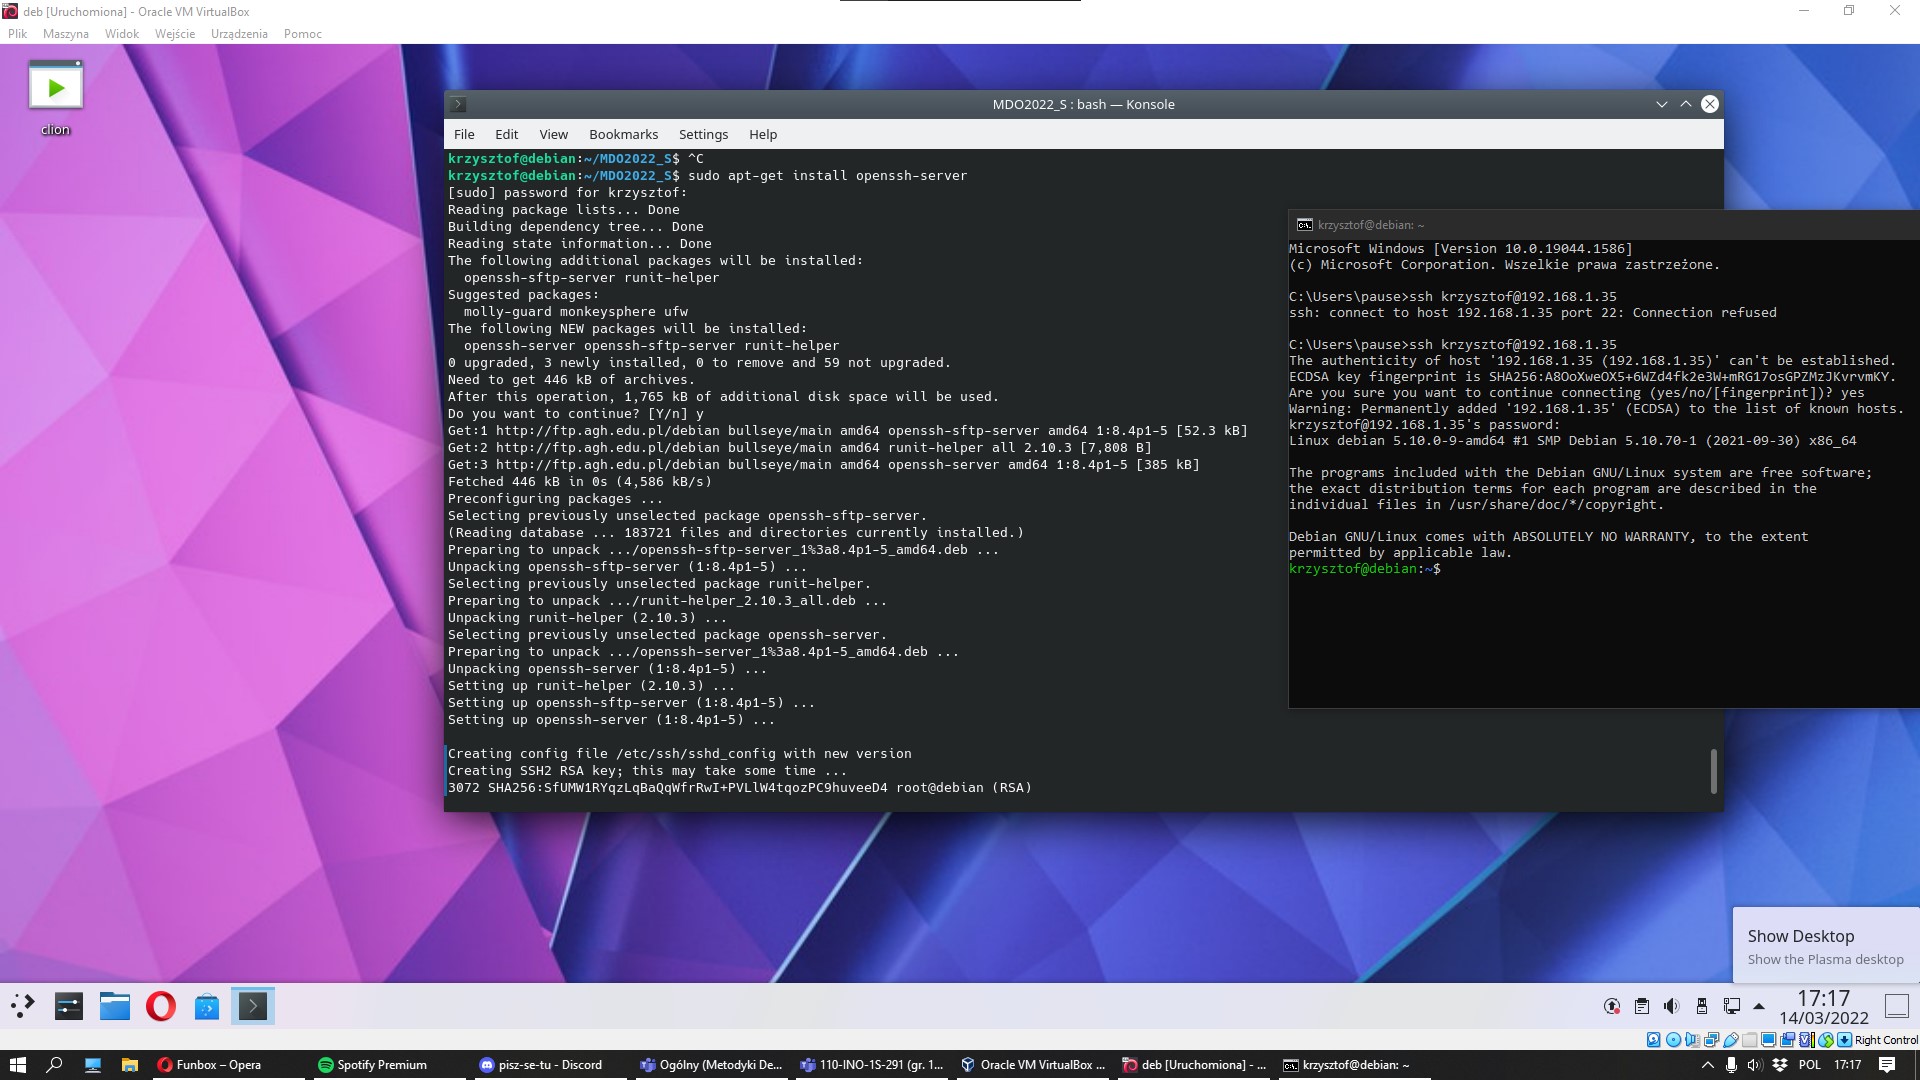 deb [Uruchomiona] - Oracle VM VirtualBox
Plik Maszyna Widok Wejście Urządzenia Pomoc
clion
MDO2022_S : bash — Konsole
File Edit View Bookmarks Settings Help
krzysztof@debian:~/MDO2022_S$ ^C
krzysztof@debian:~/MDO2022_S$ sudo apt-get install openssh-server
[sudo] password for krzysztof:
Reading package lists... Done
Building dependency tree... Done
Reading state information... Done
The following additional packages will be installed:
  openssh-sftp-server runit-helper
Suggested packages:
  molly-guard monkeysphere ufw
The following NEW packages will be installed:
  openssh-server openssh-sftp-server runit-helper
0 upgraded, 3 newly installed, 0 to remove and 59 not upgraded.
Need to get 446 kB of archives.
After this operation, 1,765 kB of additional disk space will be used.
Do you want to continue? [Y/n] y
Get:1 http://ftp.agh.edu.pl/debian bullseye/main amd64 openssh-sftp-server amd64 1:8.4p1-5 [52.3 kB]
Get:2 http://ftp.agh.edu.pl/debian bullseye/main amd64 runit-helper all 2.10.3 [7,808 B]
Get:3 http://ftp.agh.edu.pl/debian bullseye/main amd64 openssh-server amd64 1:8.4p1-5 [385 kB]
Fetched 446 kB in 0s (4,586 kB/s)
Preconfiguring packages ...
Selecting previously unselected package openssh-sftp-server.
(Reading database ... 183721 files and directories currently installed.)
Preparing to unpack .../openssh-sftp-server_1%3a8.4p1-5_amd64.deb ...
Unpacking openssh-sftp-server (1:8.4p1-5) ...
Selecting previously unselected package runit-helper.
Preparing to unpack .../runit-helper_2.10.3_all.deb ...
Unpacking runit-helper (2.10.3) ...
Selecting previously unselected package openssh-server.
Preparing to unpack .../openssh-server_1%3a8.4p1-5_amd64.deb ...
Unpacking openssh-server (1:8.4p1-5) ...
Setting up runit-helper (2.10.3) ...
Setting up openssh-sftp-server (1:8.4p1-5) ...
Setting up openssh-server (1:8.4p1-5) ...
Creating config file /etc/ssh/sshd_config with new version
Creating SSH2 RSA key; this may take some time ...
3072 SHA256:SfUMW1RYqzLqBaQqWfrRwI+PVLlW4tqozPC9huveeD4 root@debian (RSA)
krzysztof@debian: ~
Microsoft Windows [Version 10.0.19044.1586]
(c) Microsoft Corporation. Wszelkie prawa zastrzeżone.
C:\Users\pause>ssh krzysztof@192.168.1.35
ssh: connect to host 192.168.1.35 port 22: Connection refused
C:\Users\pause>ssh krzysztof@192.168.1.35
The authenticity of host '192.168.1.35 (192.168.1.35)' can't be established.
ECDSA key fingerprint is SHA256:A8OoXweOX5+6WZd4fk2e3W+mRG17osGPZMzJKvrvmKY.
Are you sure you want to continue connecting (yes/no/[fingerprint])? yes
Warning: Permanently added '192.168.1.35' (ECDSA) to the list of known hosts.
krzysztof@192.168.1.35's password:
Linux debian 5.10.0-9-amd64 #1 SMP Debian 5.10.70-1 (2021-09-30) x86_64
The programs included with the Debian GNU/Linux system are free software;
the exact distribution terms for each program are described in the
individual files in /usr/share/doc/*/copyright.
Debian GNU/Linux comes with ABSOLUTELY NO WARRANTY, to the extent
permitted by applicable law.
krzysztof@debian:~$
Show Desktop
Show the Plasma desktop
17:17
14/03/2022
Right Control
Funbox – Opera
Spotify Premium
pisz-se-tu - Discord
Ogólny (Metodyki De...
110-INO-1S-291 (gr. 1...
Oracle VM VirtualBox ...
deb [Uruchomiona] - ...
krzysztof@debian: ~
POL
17:17